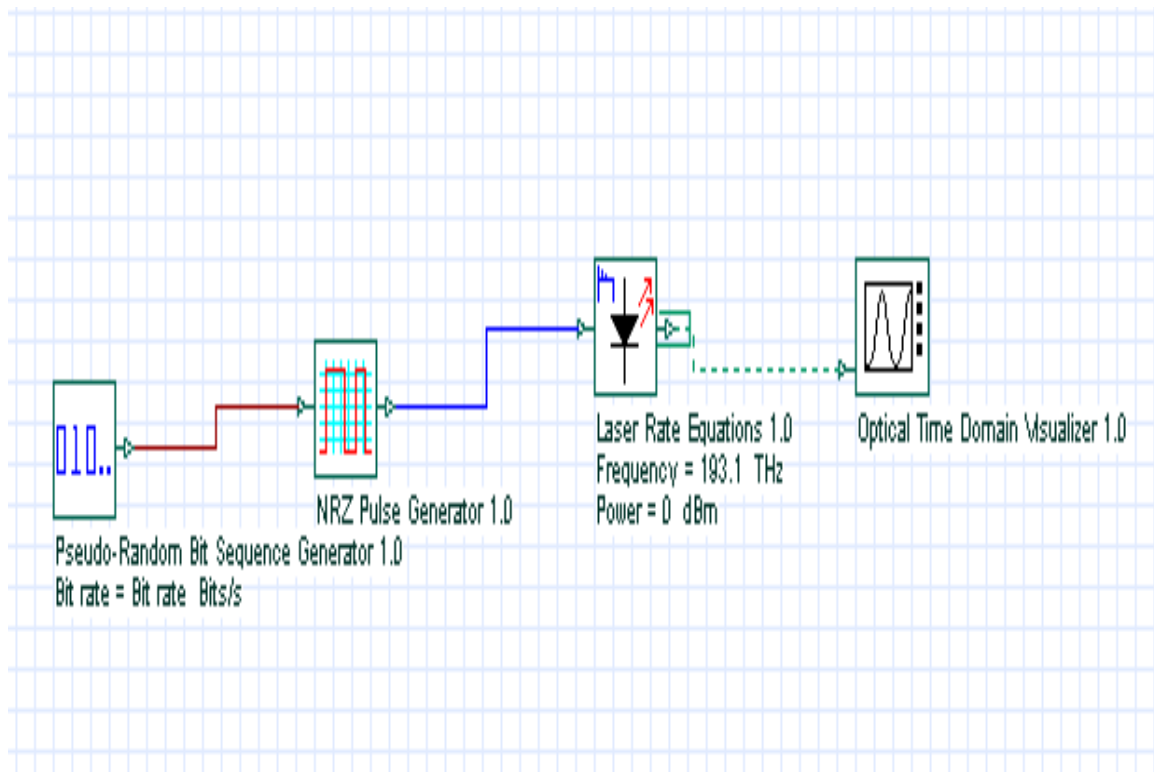 010..
Pseudo-Random Bit Sequence Generator 1.0
Bit rate = Bit rate  Bits/s
NRZ Pulse Generator 1.0
Laser Rate Equations 1.0
Frequency = 193.1  THz
Power = 0  dBm
Optical Time Domain Visualizer 1.0